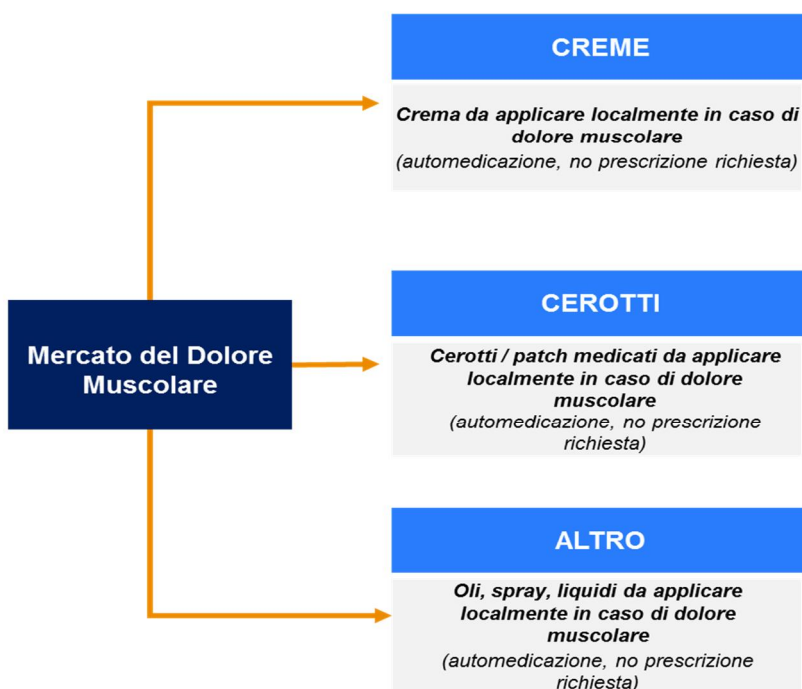 CREME
Crema da applicare localmente in caso di
dolore muscolare
(automedicazione, no prescrizione richiesta)
Mercato del Dolore
Muscolare
CEROTTI
Cerotti / patch medicati da applicare
localmente in caso di dolore
muscolare
(automedicazione, no prescrizione
richiesta)
ALTRO
Oli, spray, liquidi da applicare
localmente in caso di dolore
muscolare
(automedicazione, no prescrizione
richiesta)